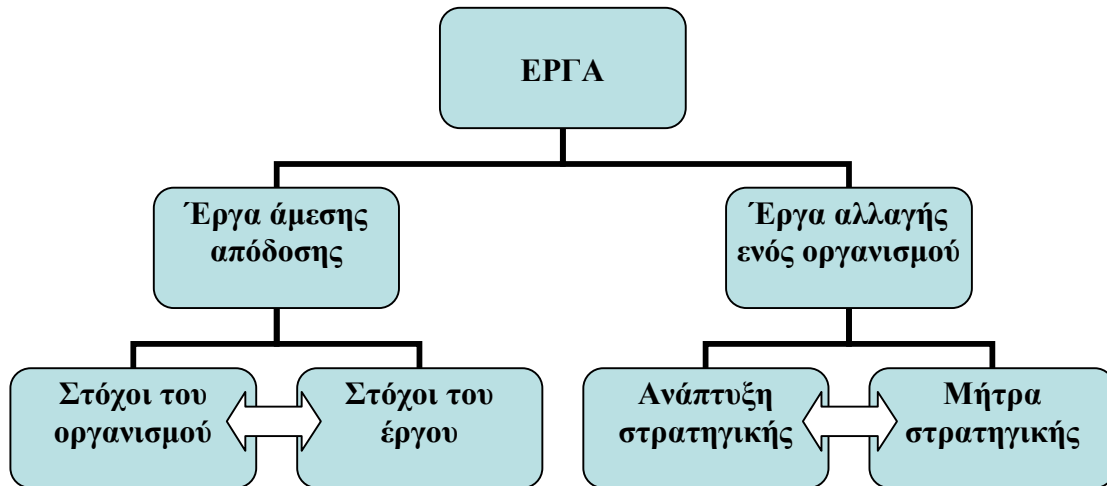 ΕΡΓΑ
Έργα άμεσης
απόδοσης
Έργα αλλαγής
ενός οργανισμού
Στόχοι του
οργανισμού
Στόχοι του
έργου
Ανάπτυξη
στρατηγικής
Μήτρα
στρατηγικής